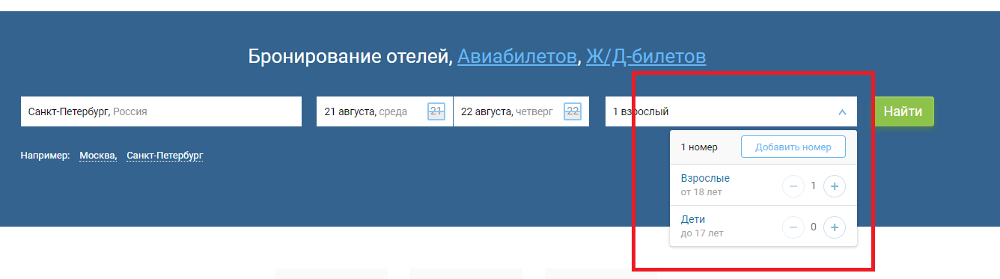 Бронирование отелей, Авиабилетов, Ж/Д-билетов
Санкт-Петербург, Россия
21 августа, среда 21
22 августа, четверг 22
1 взрослый
Найти
Например: Москва, Санкт-Петербург
1 номер Добавить номер
Взрослые
от 18 лет
− 1 +
Дети
до 17 лет
− 0 +